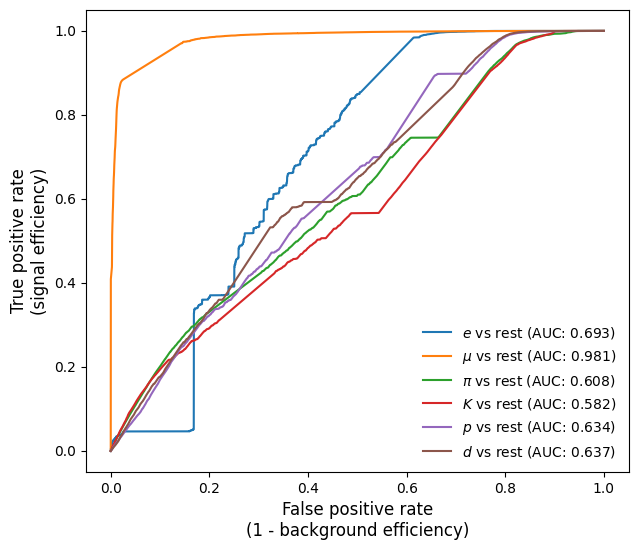 True positive rate
(signal efficiency)
1.0
0.8
0.6
0.4
0.2
0.0
e vs rest (AUC: 0.693)
μ vs rest (AUC: 0.981)
π vs rest (AUC: 0.608)
K vs rest (AUC: 0.582)
p vs rest (AUC: 0.634)
d vs rest (AUC: 0.637)
0.0 0.2 0.4 0.6 0.8 1.0
False positive rate
(1 - background efficiency)